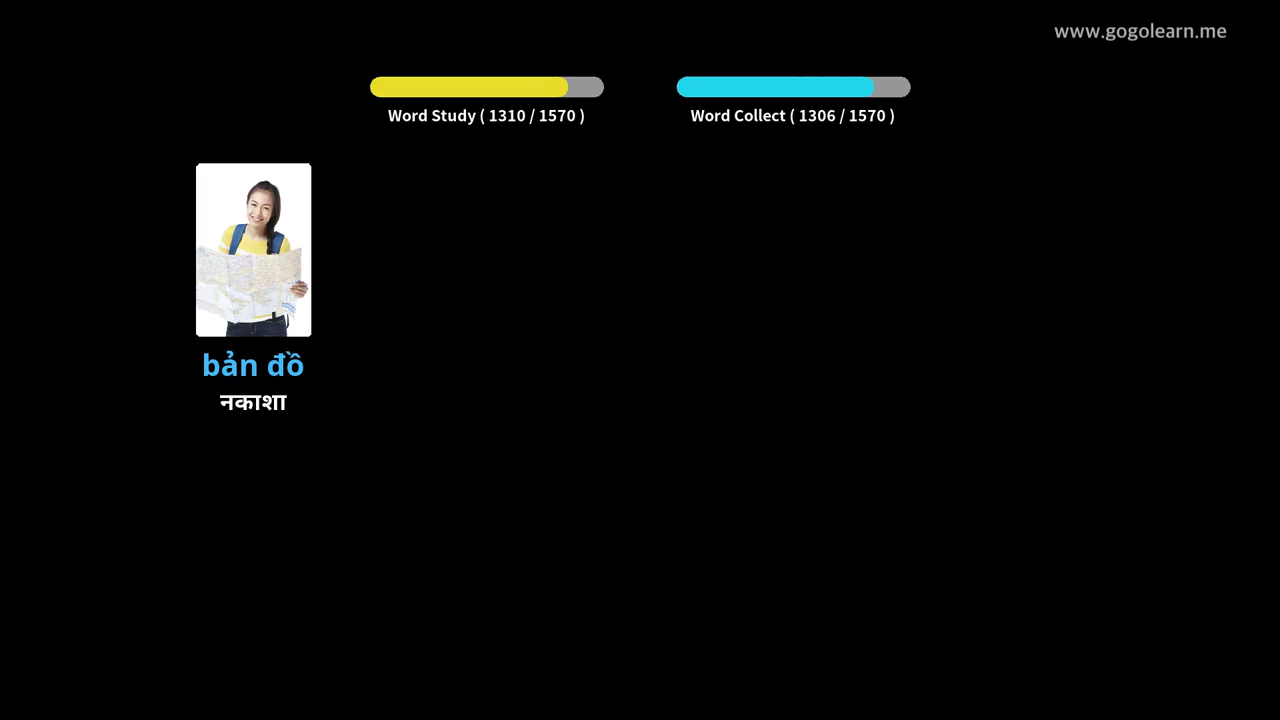 www.gogolearn.me
Word Study ( 1310 / 1570 )
Word Collect ( 1306 / 1570 )
bản đồ
नकाशा